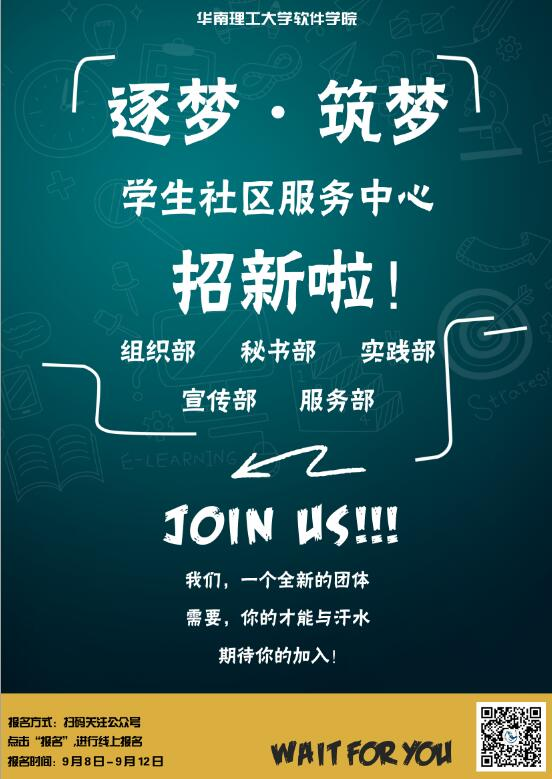 华南理工大学软件学院
逐梦·筑梦
学生社区服务中心
招新啦！
组织部 秘书部 实践部
宣传部 服务部
Strategy
E-LEARNING
JOIN US!!!
我们，一个全新的团体
需要，你的才能与汗水
期待你的加入！
报名方式：扫码关注公众号
点击“报名”,进行线上报名
报名时间：9月8日-9月12日
WAIT FOR YOU